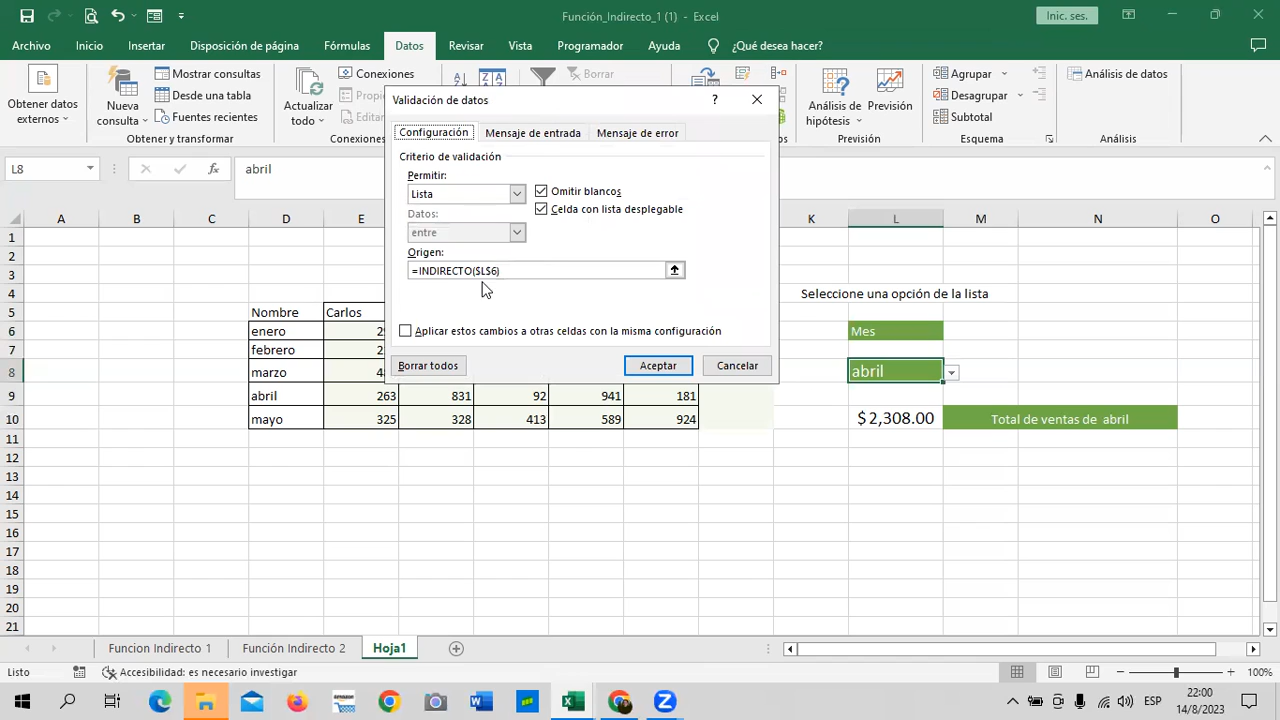 Función_Indirecto_1 (1) - Excel
Inic. ses.
Archivo Inicio Insertar Disposición de página Fórmulas Datos Revisar Vista Programador Ayuda ¿Qué desea hacer?
Obtener datos
Nueva consulta
Mostrar consultas
Desde una tabla
Fuentes recientes
Obtener y transformar
Actualizar todo
Conexiones
Conexiones
Borrar
Análisis de hipótesis
Previsión
Previsión
Agrupar
Desagrupar
Subtotal
Análisis de datos
Análisis
Validación de datos ?
Configuración Mensaje de entrada Mensaje de error
Criterio de validación
Permitir:
Lista
Omitir blancos
Datos:
Celda con lista desplegable
entre
Origen:
=INDIRECTO($L$6)
Aplicar estos cambios a otras celdas con la misma configuración
Borrar todos Aceptar Cancelar
L8 fx abril
A B C D E K L M N O
1
2
3
4 Seleccione una opción de la lista
5 Nombre Carlos
6 enero Mes
7 febrero
8 marzo abril
9 abril 263 831 92 941 181
10 mayo 325 328 413 589 924 $2,308.00 Total de ventas de abril
11
12
13
14
15
16
17
18
19
20
21
Funcion Indirecto 1 Función Indirecto 2 Hoja1
Listo Accesibilidad: es necesario investigar 100%
ESP 22:00
14/8/2023